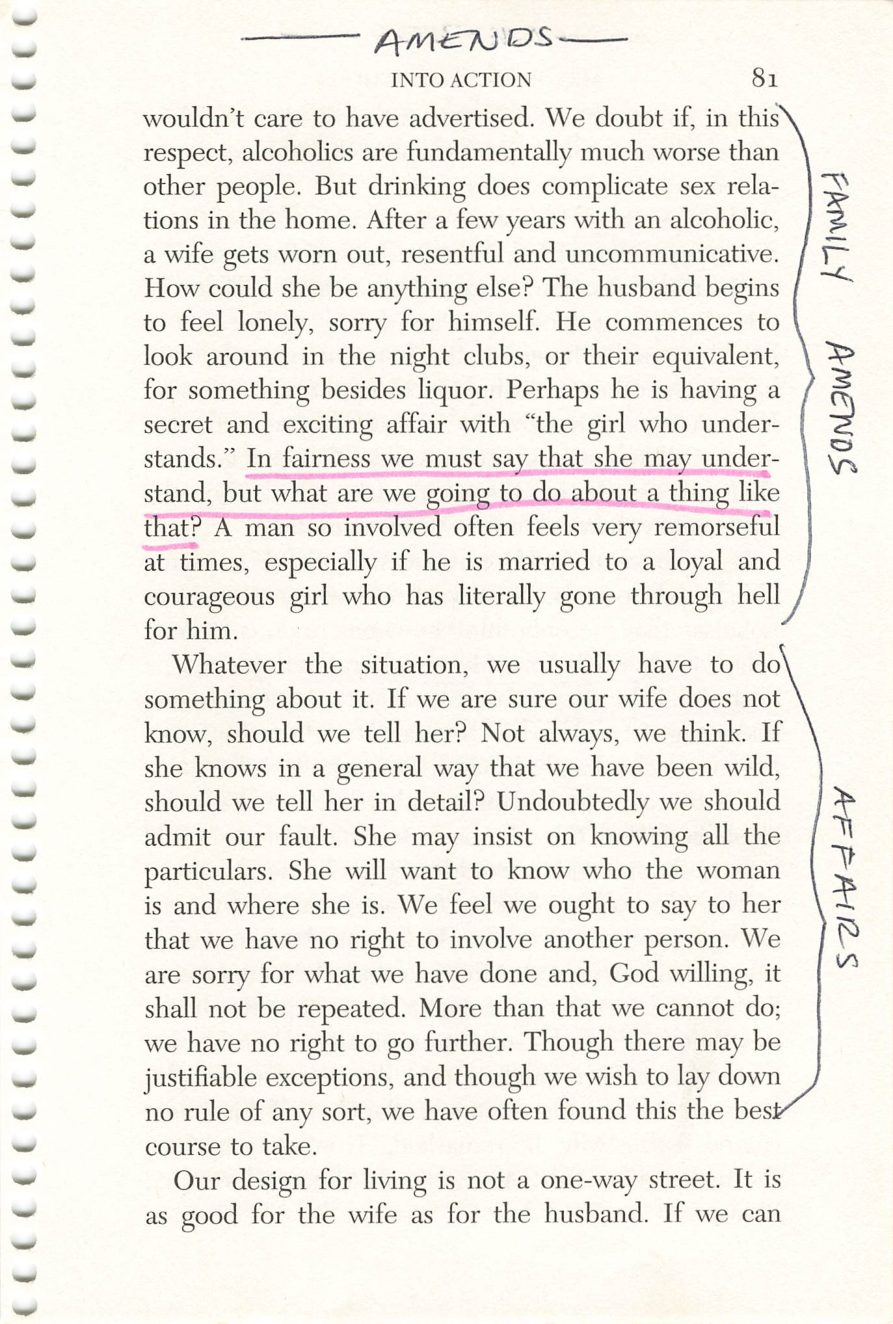 AMENDS
INTO ACTION 81
wouldn't care to have advertised. We doubt if, in this
respect, alcoholics are fundamentally much worse than
other people. But drinking does complicate sex rela-
tions in the home. After a few years with an alcoholic,
a wife gets worn out, resentful and uncommunicative.
How could she be anything else? The husband begins
to feel lonely, sorry for himself. He commences to
look around in the night clubs, or their equivalent,
for something besides liquor. Perhaps he is having a
secret and exciting affair with “the girl who under-
stands.” In fairness we must say that she may under-
stand, but what are we going to do about a thing like
that? A man so involved often feels very remorseful
at times, especially if he is married to a loyal and
courageous girl who has literally gone through hell
for him.
FAMILY AMENDS
Whatever the situation, we usually have to do
something about it. If we are sure our wife does not
know, should we tell her? Not always, we think. If
she knows in a general way that we have been wild,
should we tell her in detail? Undoubtedly we should
admit our fault. She may insist on knowing all the
particulars. She will want to know who the woman
is and where she is. We feel we ought to say to her
that we have no right to involve another person. We
are sorry for what we have done and, God willing, it
shall not be repeated. More than that we cannot do;
we have no right to go further. Though there may be
justifiable exceptions, and though we wish to lay down
no rule of any sort, we have often found this the best
course to take.
AFFAIRS
Our design for living is not a one-way street. It is
as good for the wife as for the husband. If we can